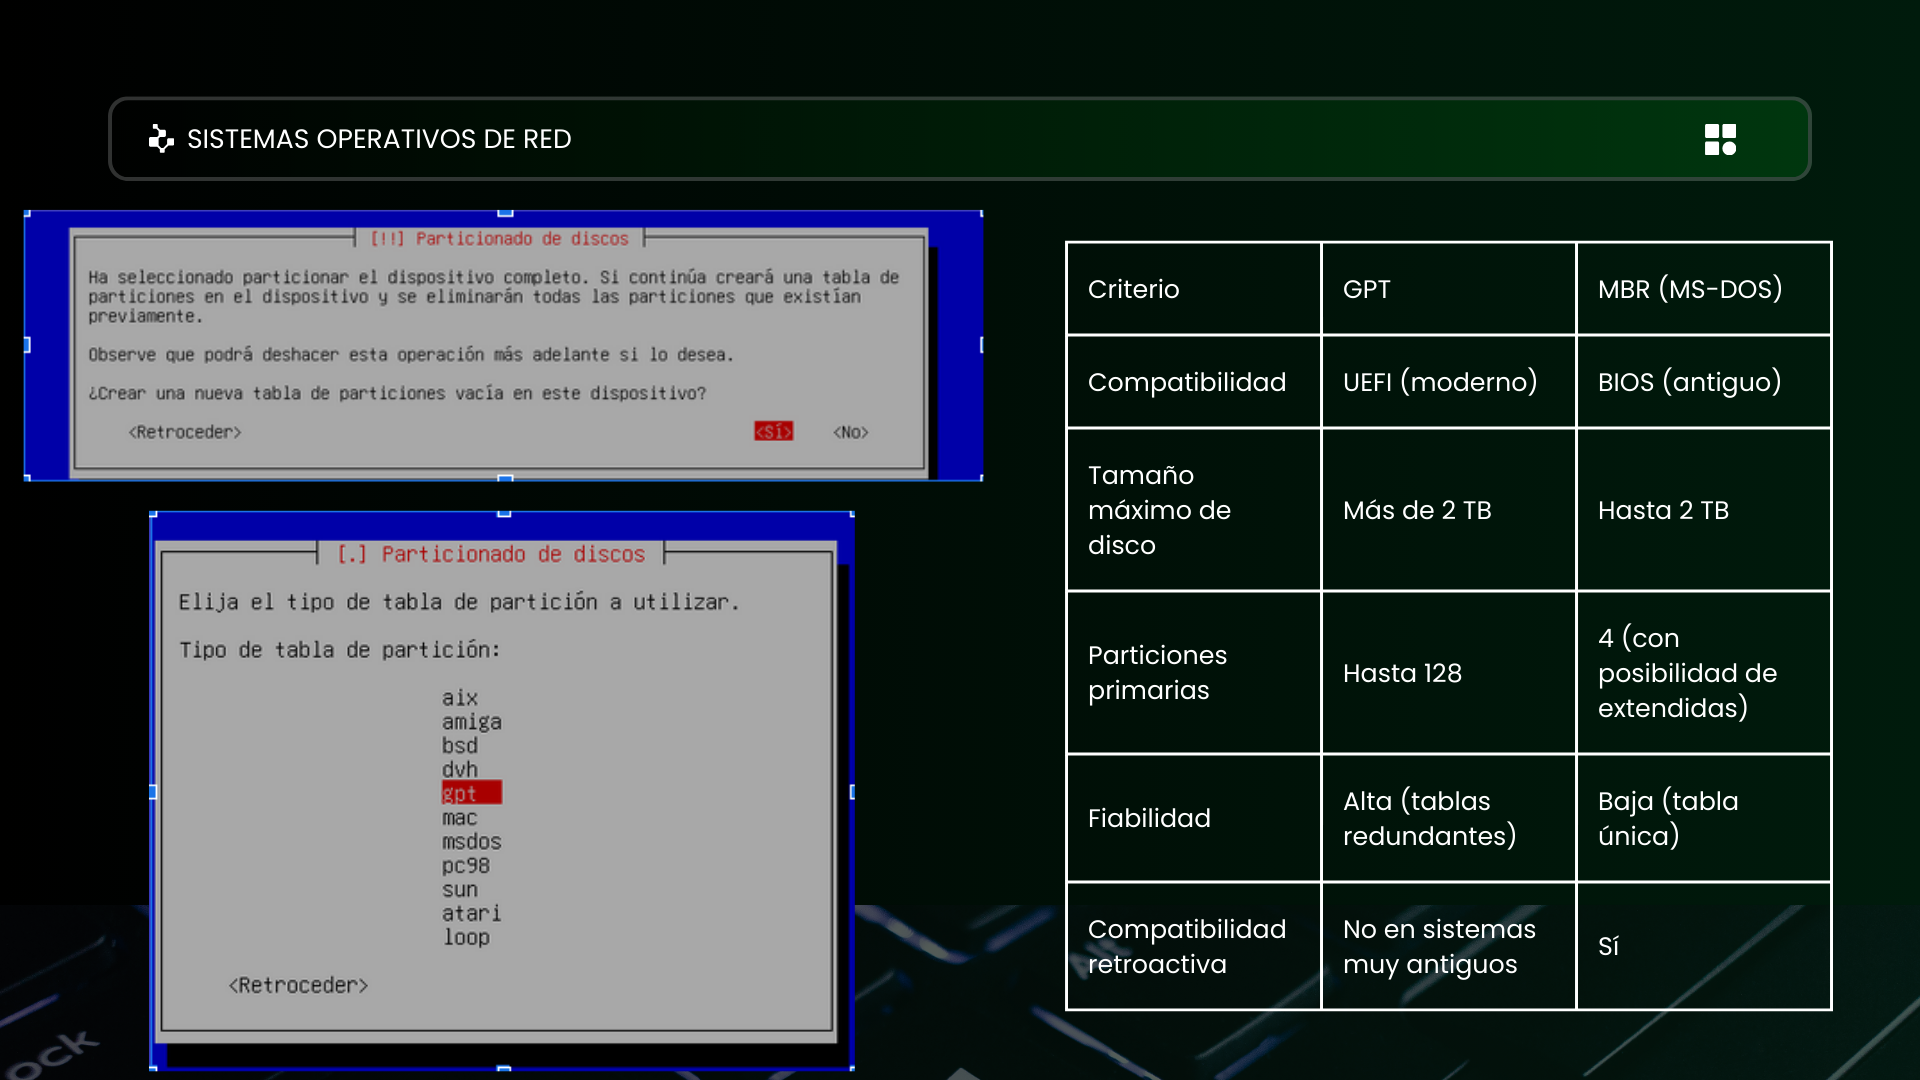 SISTEMAS OPERATIVOS DE RED
[!!] Particionado de discos
Ha seleccionado particionar el dispositivo completo. Si continúa creará una tabla de
particiones en el dispositivo y se eliminarán todas las particiones que existían
previamente.
Observe que podrá deshacer esta operación más adelante si lo desea.
¿Crear una nueva tabla de particiones vacía en este dispositivo?
<Retroceder> <Sí> <No>
[.] Particionado de discos
Elija el tipo de tabla de partición a utilizar.
Tipo de tabla de partición:
aix
amiga
bsd
dvh
gpt
mac
msdos
pc98
sun
atari
loop
<Retroceder>
Criterio GPT MBR (MS-DOS)
Compatibilidad UEFI (moderno) BIOS (antiguo)
Tamaño
máximo de
disco
Más de 2 TB
Hasta 2 TB
Particiones
primarias
Hasta 128
4 (con
posibilidad de
extendidas)
Fiabilidad
Alta (tablas
redundantes)
Baja (tabla
única)
Compatibilidad
retroactiva
No en sistemas
muy antiguos
Sí
ock